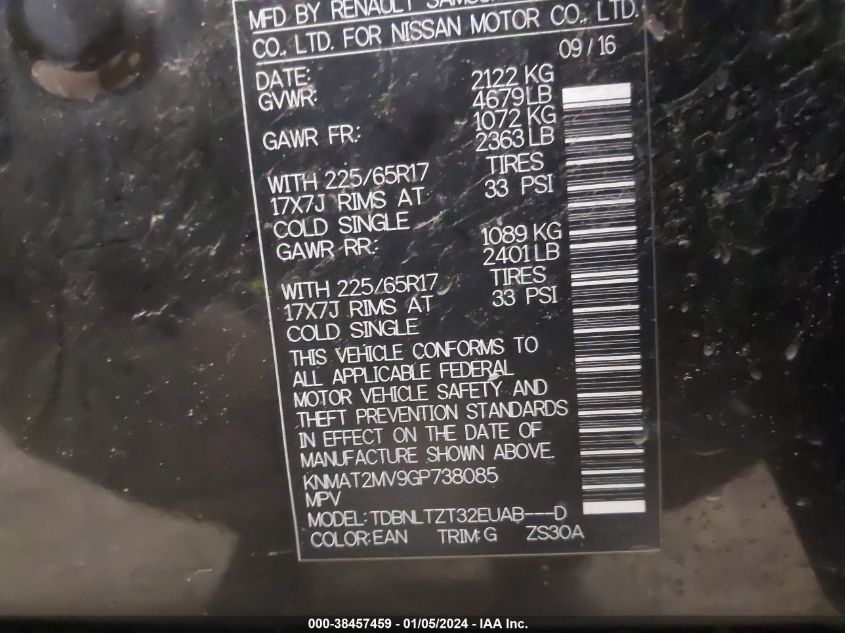 MFD BY RENAULT
CO., LTD. FOR NISSAN MOTOR CO., LTD.
09/16
DATE:
GVWR: 2122 KG
4679 LB
GAWR FR: 1072 KG
2363 LB
WITH 225/65R17 TIRES
17X7J RIMS AT 33 PSI
COLD SINGLE
GAWR RR: 1089 KG
2401 LB
WITH 225/65R17 TIRES
17X7J RIMS AT 33 PSI
COLD SINGLE
THIS VEHICLE CONFORMS TO
ALL APPLICABLE FEDERAL
MOTOR VEHICLE SAFETY AND
THEFT PREVENTION STANDARDS
IN EFFECT ON THE DATE OF
MANUFACTURE SHOWN ABOVE.
KNMAT2MV9GP738085
MPV
MODEL: TDBNLTZT32EUAB---D
COLOR: EAN TRIM: G ZS30A
000-38457459 - 01/05/2024 - IAA Inc.